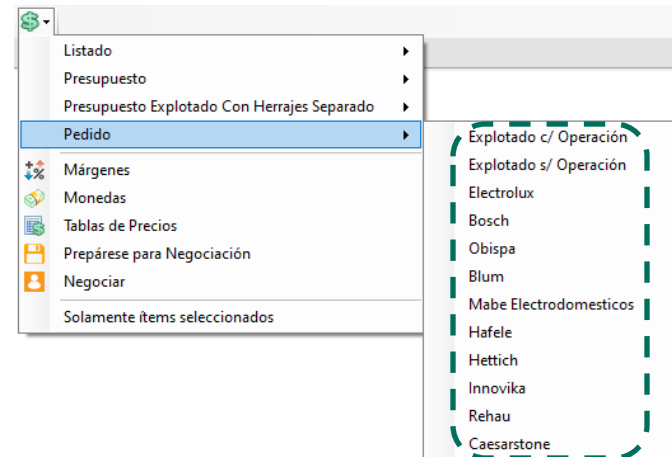 Listado
Presupuesto
Presupuesto Explotado Con Herrajes Separado
Pedido
Márgenes
Monedas
Tablas de Precios
Prepárese para Negociación
Negociar
Solamente ítems seleccionados
Explotado c/ Operación
Explotado s/ Operación
Electrolux
Bosch
Obispa
Blum
Mabe Electrodomesticos
Hafele
Hettich
Innovika
Rehau
Caesarstone